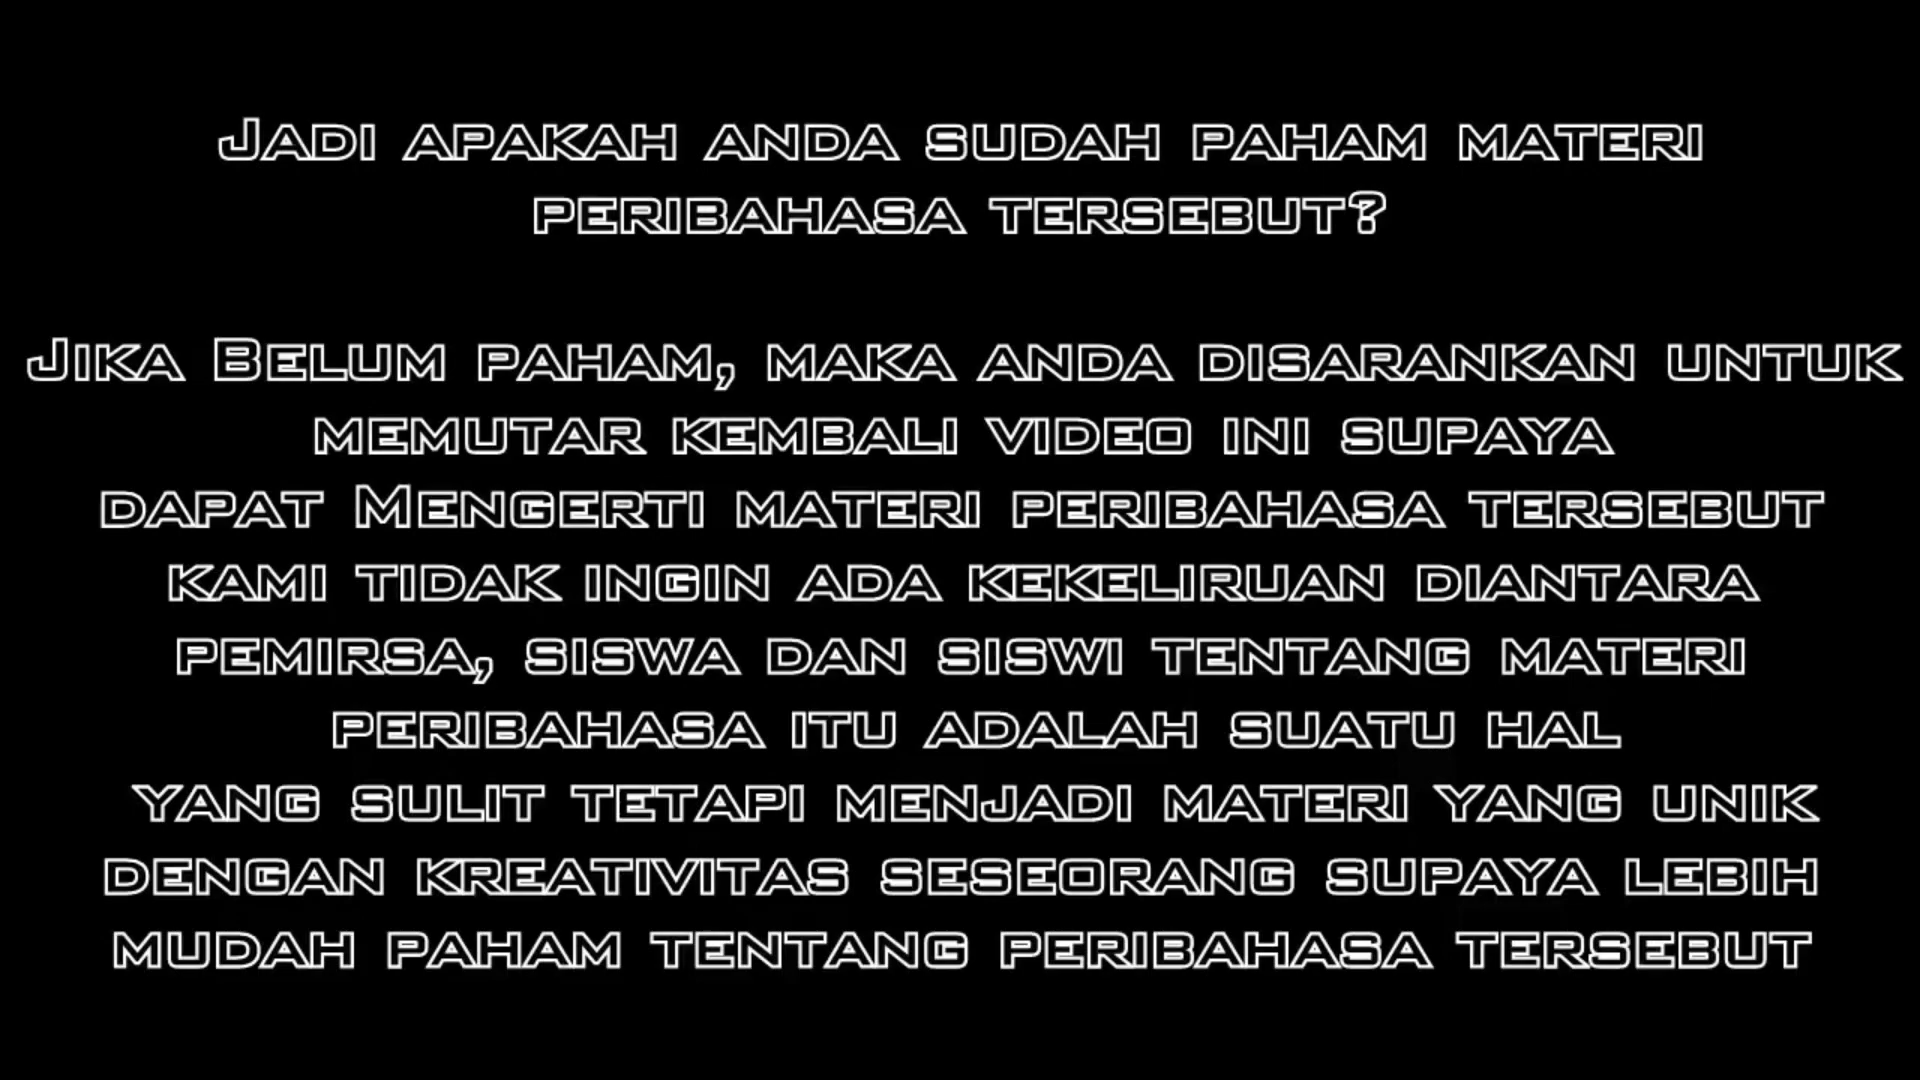 Jadi apakah anda sudah paham materi
peribahasa tersebut?
Jika Belum paham, maka anda disarankan untuk
memutar kembali video ini supaya
dapat Mengerti materi peribahasa tersebut
kami tidak ingin ada kekeliruan diantara
pemirsa, siswa dan siswi tentang materi
peribahasa itu adalah suatu hal
yang sulit tetapi menjadi materi yang unik
dengan kreativitas seseorang supaya lebih
mudah paham tentang peribahasa tersebut